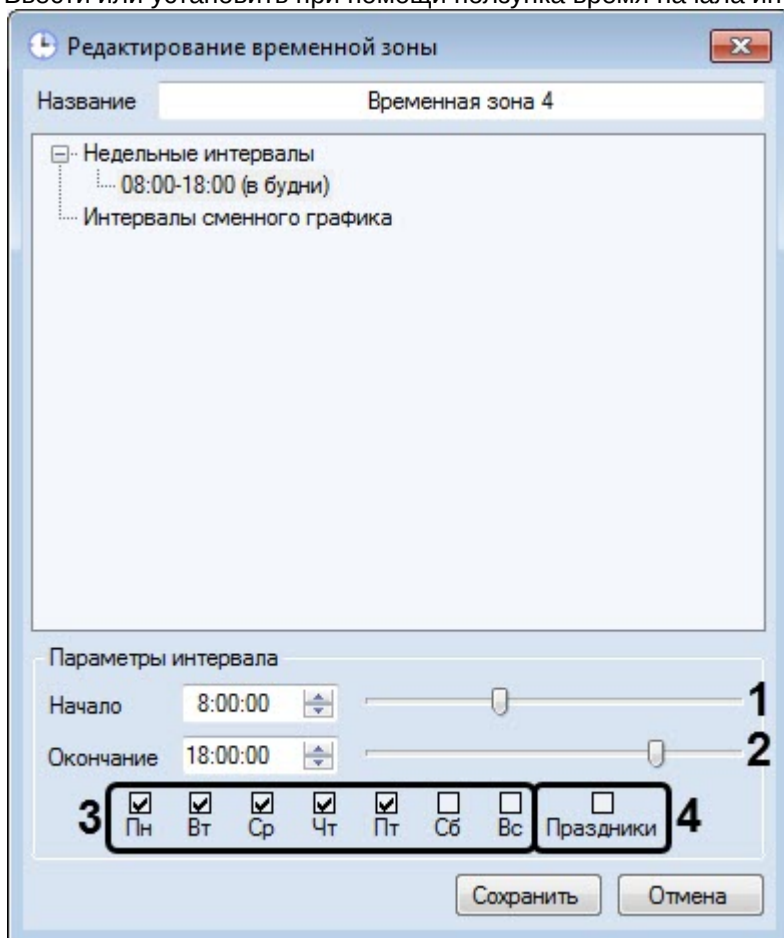 Ввести или установить при помощи ползунка время начала ин
Редактирование временной зоны
Название Временная зона 4
Недельные интервалы
08:00-18:00 (в будни)
Интервалы сменного графика
Параметры интервала
Начало 8:00:00 1
Окончание 18:00:00 2
3 Пн Вт Ср Чт Пт Сб Вс Праздники 4
Сохранить Отмена